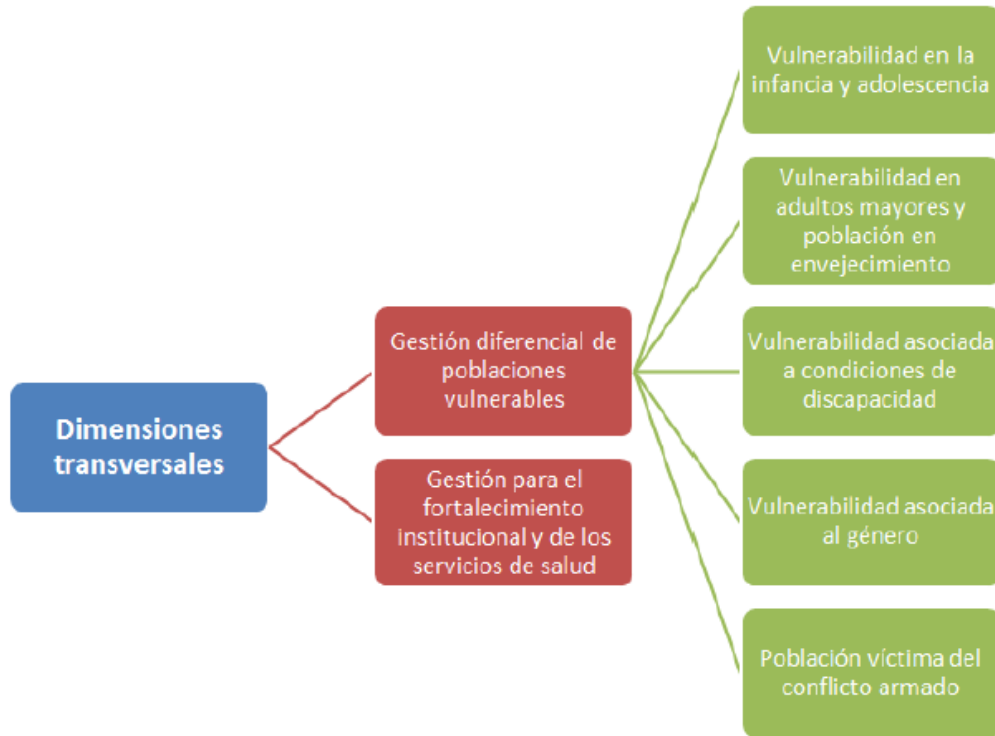 Dimensiones
transversales
Gestión diferencial de
poblaciones
vulnerables
Gestión para el
fortalecimiento
institucional y de los
servicios de salud
Vulnerabilidad en la
infancia y adolescencia
Vulnerabilidad en
adultos mayores y
población en
envejecimiento
Vulnerabilidad asociada
a condiciones de
discapacidad
Vulnerabilidad asociada
al género
Población víctima del
conflicto armado